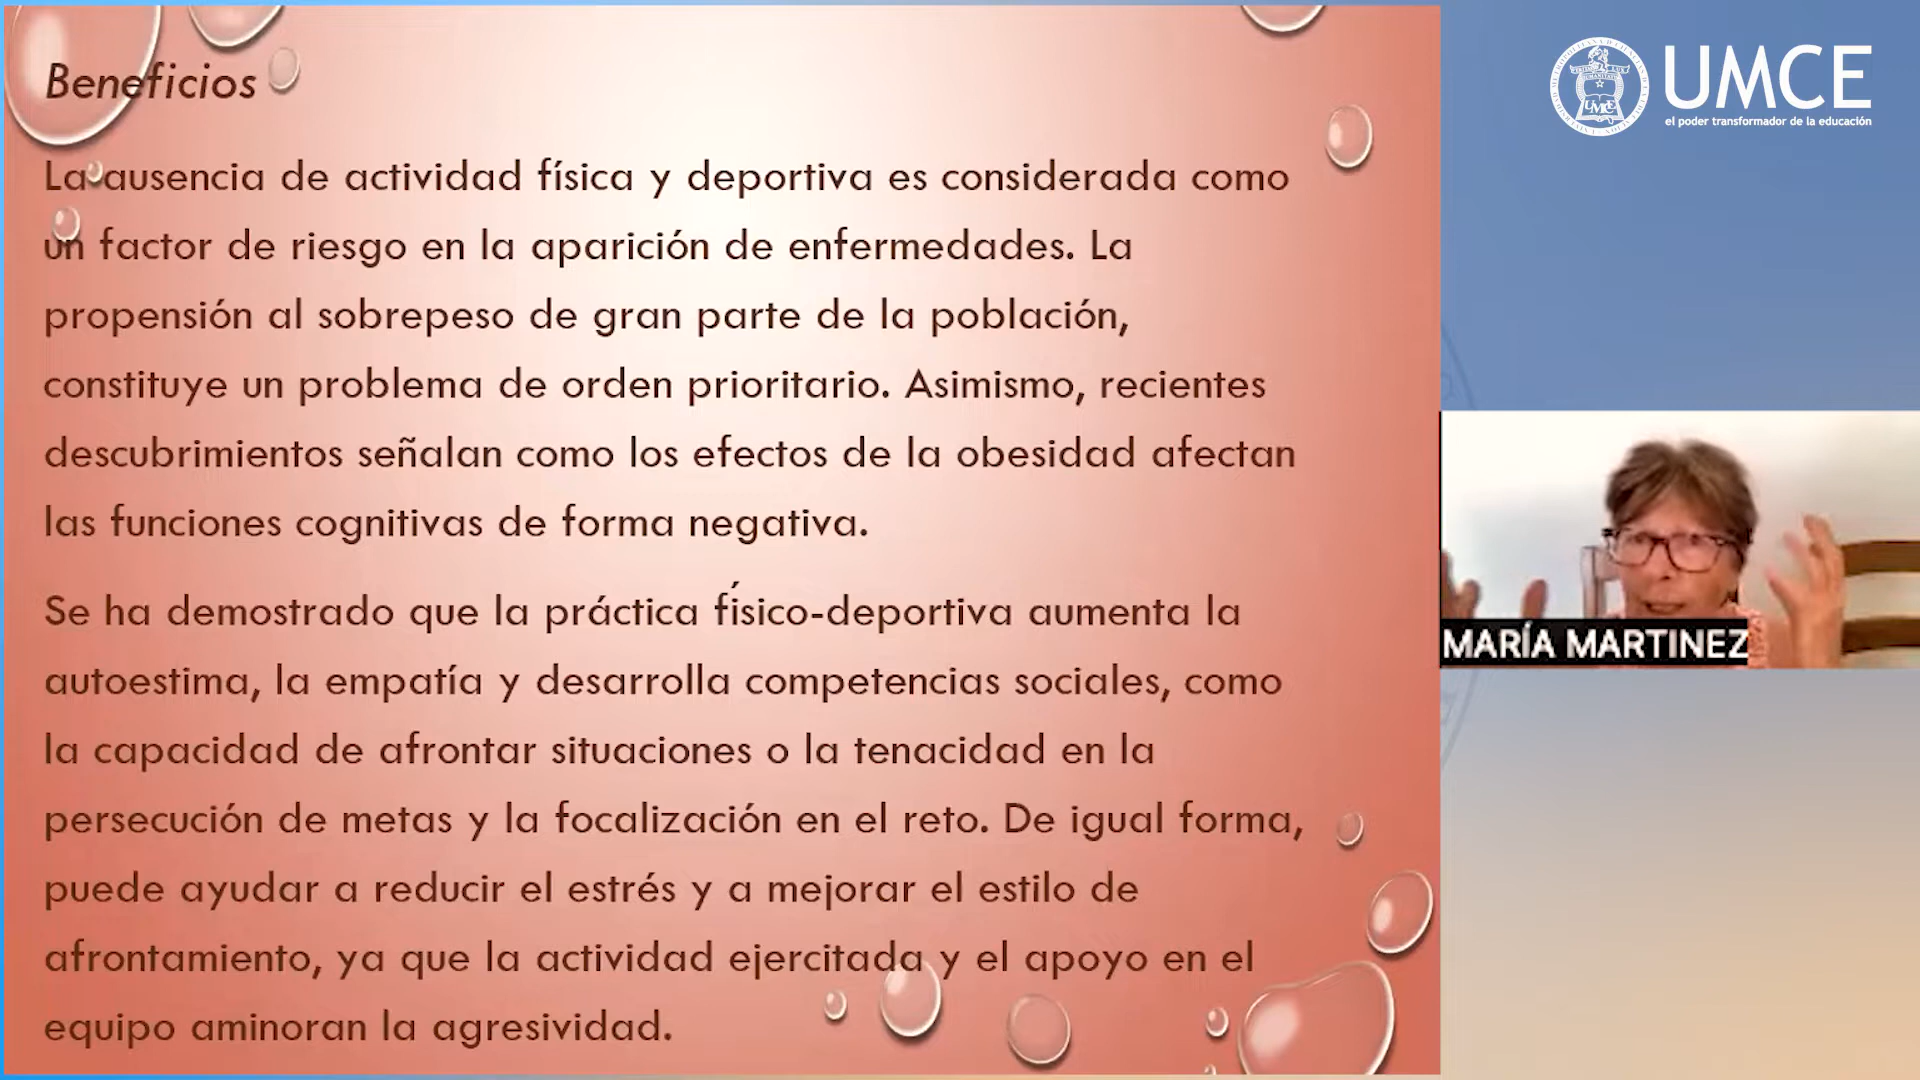 Beneficios
La ausencia de actividad física y deportiva es considerada como
un factor de riesgo en la aparición de enfermedades. La
propensión al sobrepeso de gran parte de la población,
constituye un problema de orden prioritario. Asimismo, recientes
descubrimientos señalan como los efectos de la obesidad afectan
las funciones cognitivas de forma negativa.
Se ha demostrado que la práctica físico-deportiva aumenta la
autoestima, la empatía y desarrolla competencias sociales, como
la capacidad de afrontar situaciones o la tenacidad en la
persecución de metas y la focalización en el reto. De igual forma,
puede ayudar a reducir el estrés y a mejorar el estilo de
afrontamiento, ya que la actividad ejercitada y el apoyo en el
equipo aminoran la agresividad.
UMCE
el poder transformador de la educación
MARÍA MARTINEZ